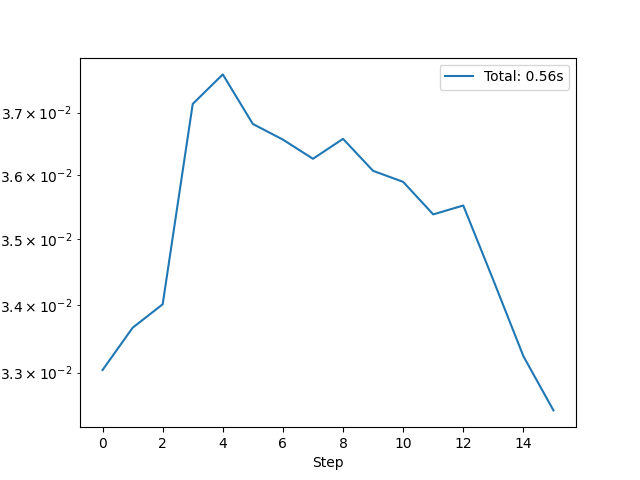 Total: 0.56s
3.7 × 10⁻²
3.6 × 10⁻²
3.5 × 10⁻²
3.4 × 10⁻²
3.3 × 10⁻²
0 2 4 6 8 10 12 14
Step